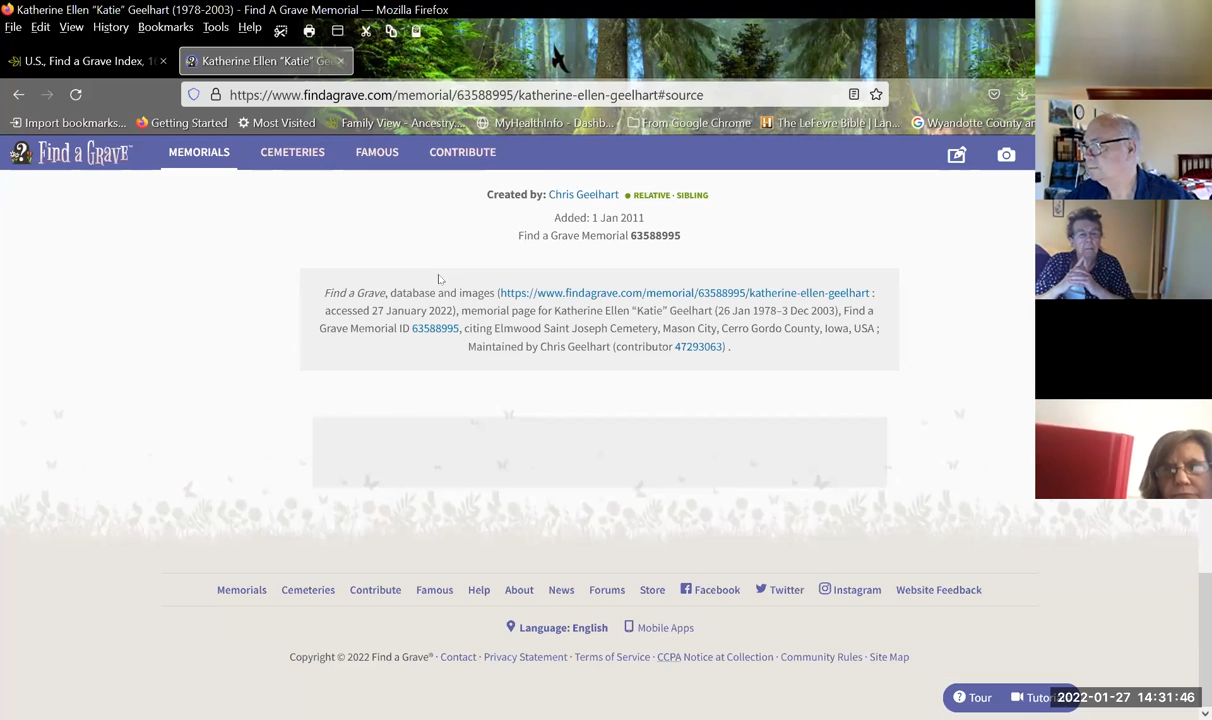 Katherine Ellen “Katie” Geelhart (1978-2003) - Find A Grave Memorial — Mozilla Firefox
File Edit View History Bookmarks Tools Help
U.S., Find a Grave Index, 1
Katherine Ellen “Katie” Gee
https://www.findagrave.com/memorial/63588995/katherine-ellen-geelhart#source
Import bookmarks... Getting Started Most Visited Family View - Ancestry.... MyHealthInfo - Dashb... From Google Chrome The LeFevre Bible | Lan... Wyandotte County an
Find a Grave MEMORIALS CEMETERIES FAMOUS CONTRIBUTE
Created by: Chris Geelhart RELATIVE · SIBLING
Added: 1 Jan 2011
Find a Grave Memorial 63588995
Find a Grave, database and images (https://www.findagrave.com/memorial/63588995/katherine-ellen-geelhart :
accessed 27 January 2022), memorial page for Katherine Ellen “Katie” Geelhart (26 Jan 1978–3 Dec 2003), Find a
Grave Memorial ID 63588995, citing Elmwood Saint Joseph Cemetery, Mason City, Cerro Gordo County, Iowa, USA ;
Maintained by Chris Geelhart (contributor 47293063) .
Memorials Cemeteries Contribute Famous Help About News Forums Store Facebook Twitter Instagram Website Feedback
Language: English Mobile Apps
Copyright © 2022 Find a Grave® · Contact · Privacy Statement · Terms of Service · CCPA Notice at Collection · Community Rules · Site Map
Tour Tutori
2022-01-27 14:31:46